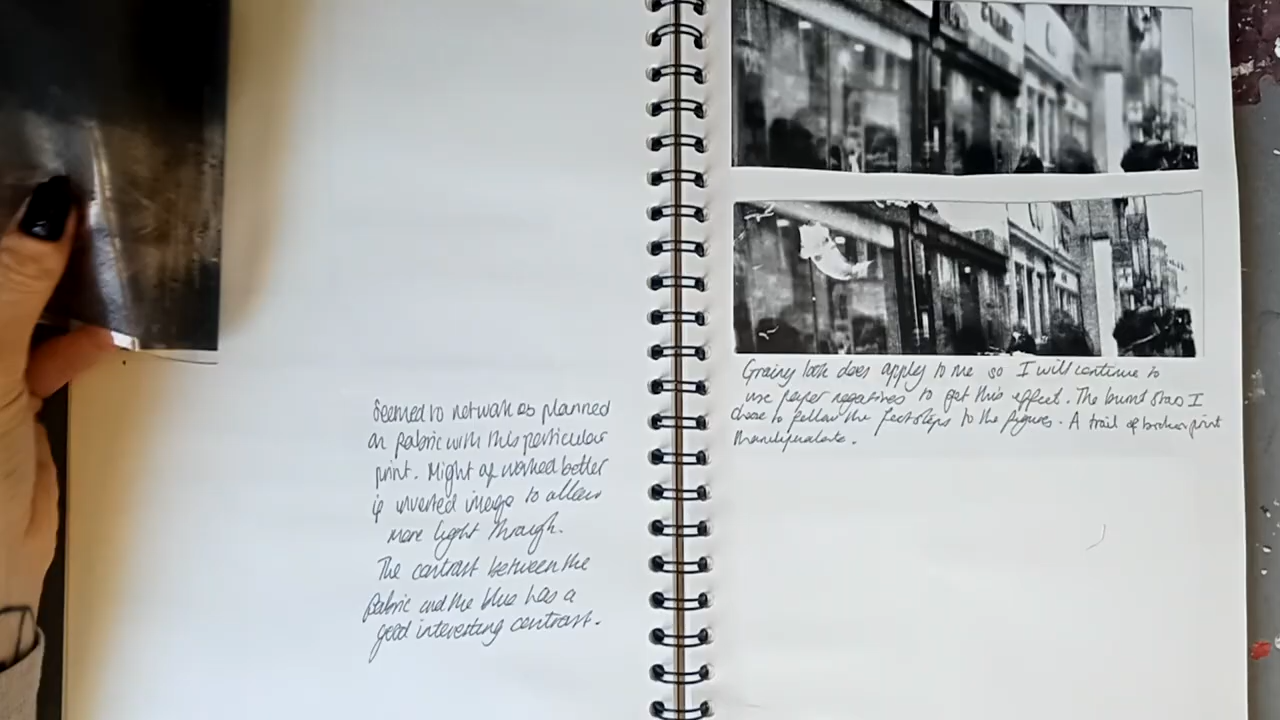 Seemed to not work as planned
on fabric with this particular
print. Might of worked better
if inverted image to allow
more light through.
The contrast between the
fabric and the blue has a
good interesting contrast.
Grainy look does apply to me so I will continue to
use paper negatives to get this effect. The burnt
to follow the footsteps to the figures. A trail of broken print